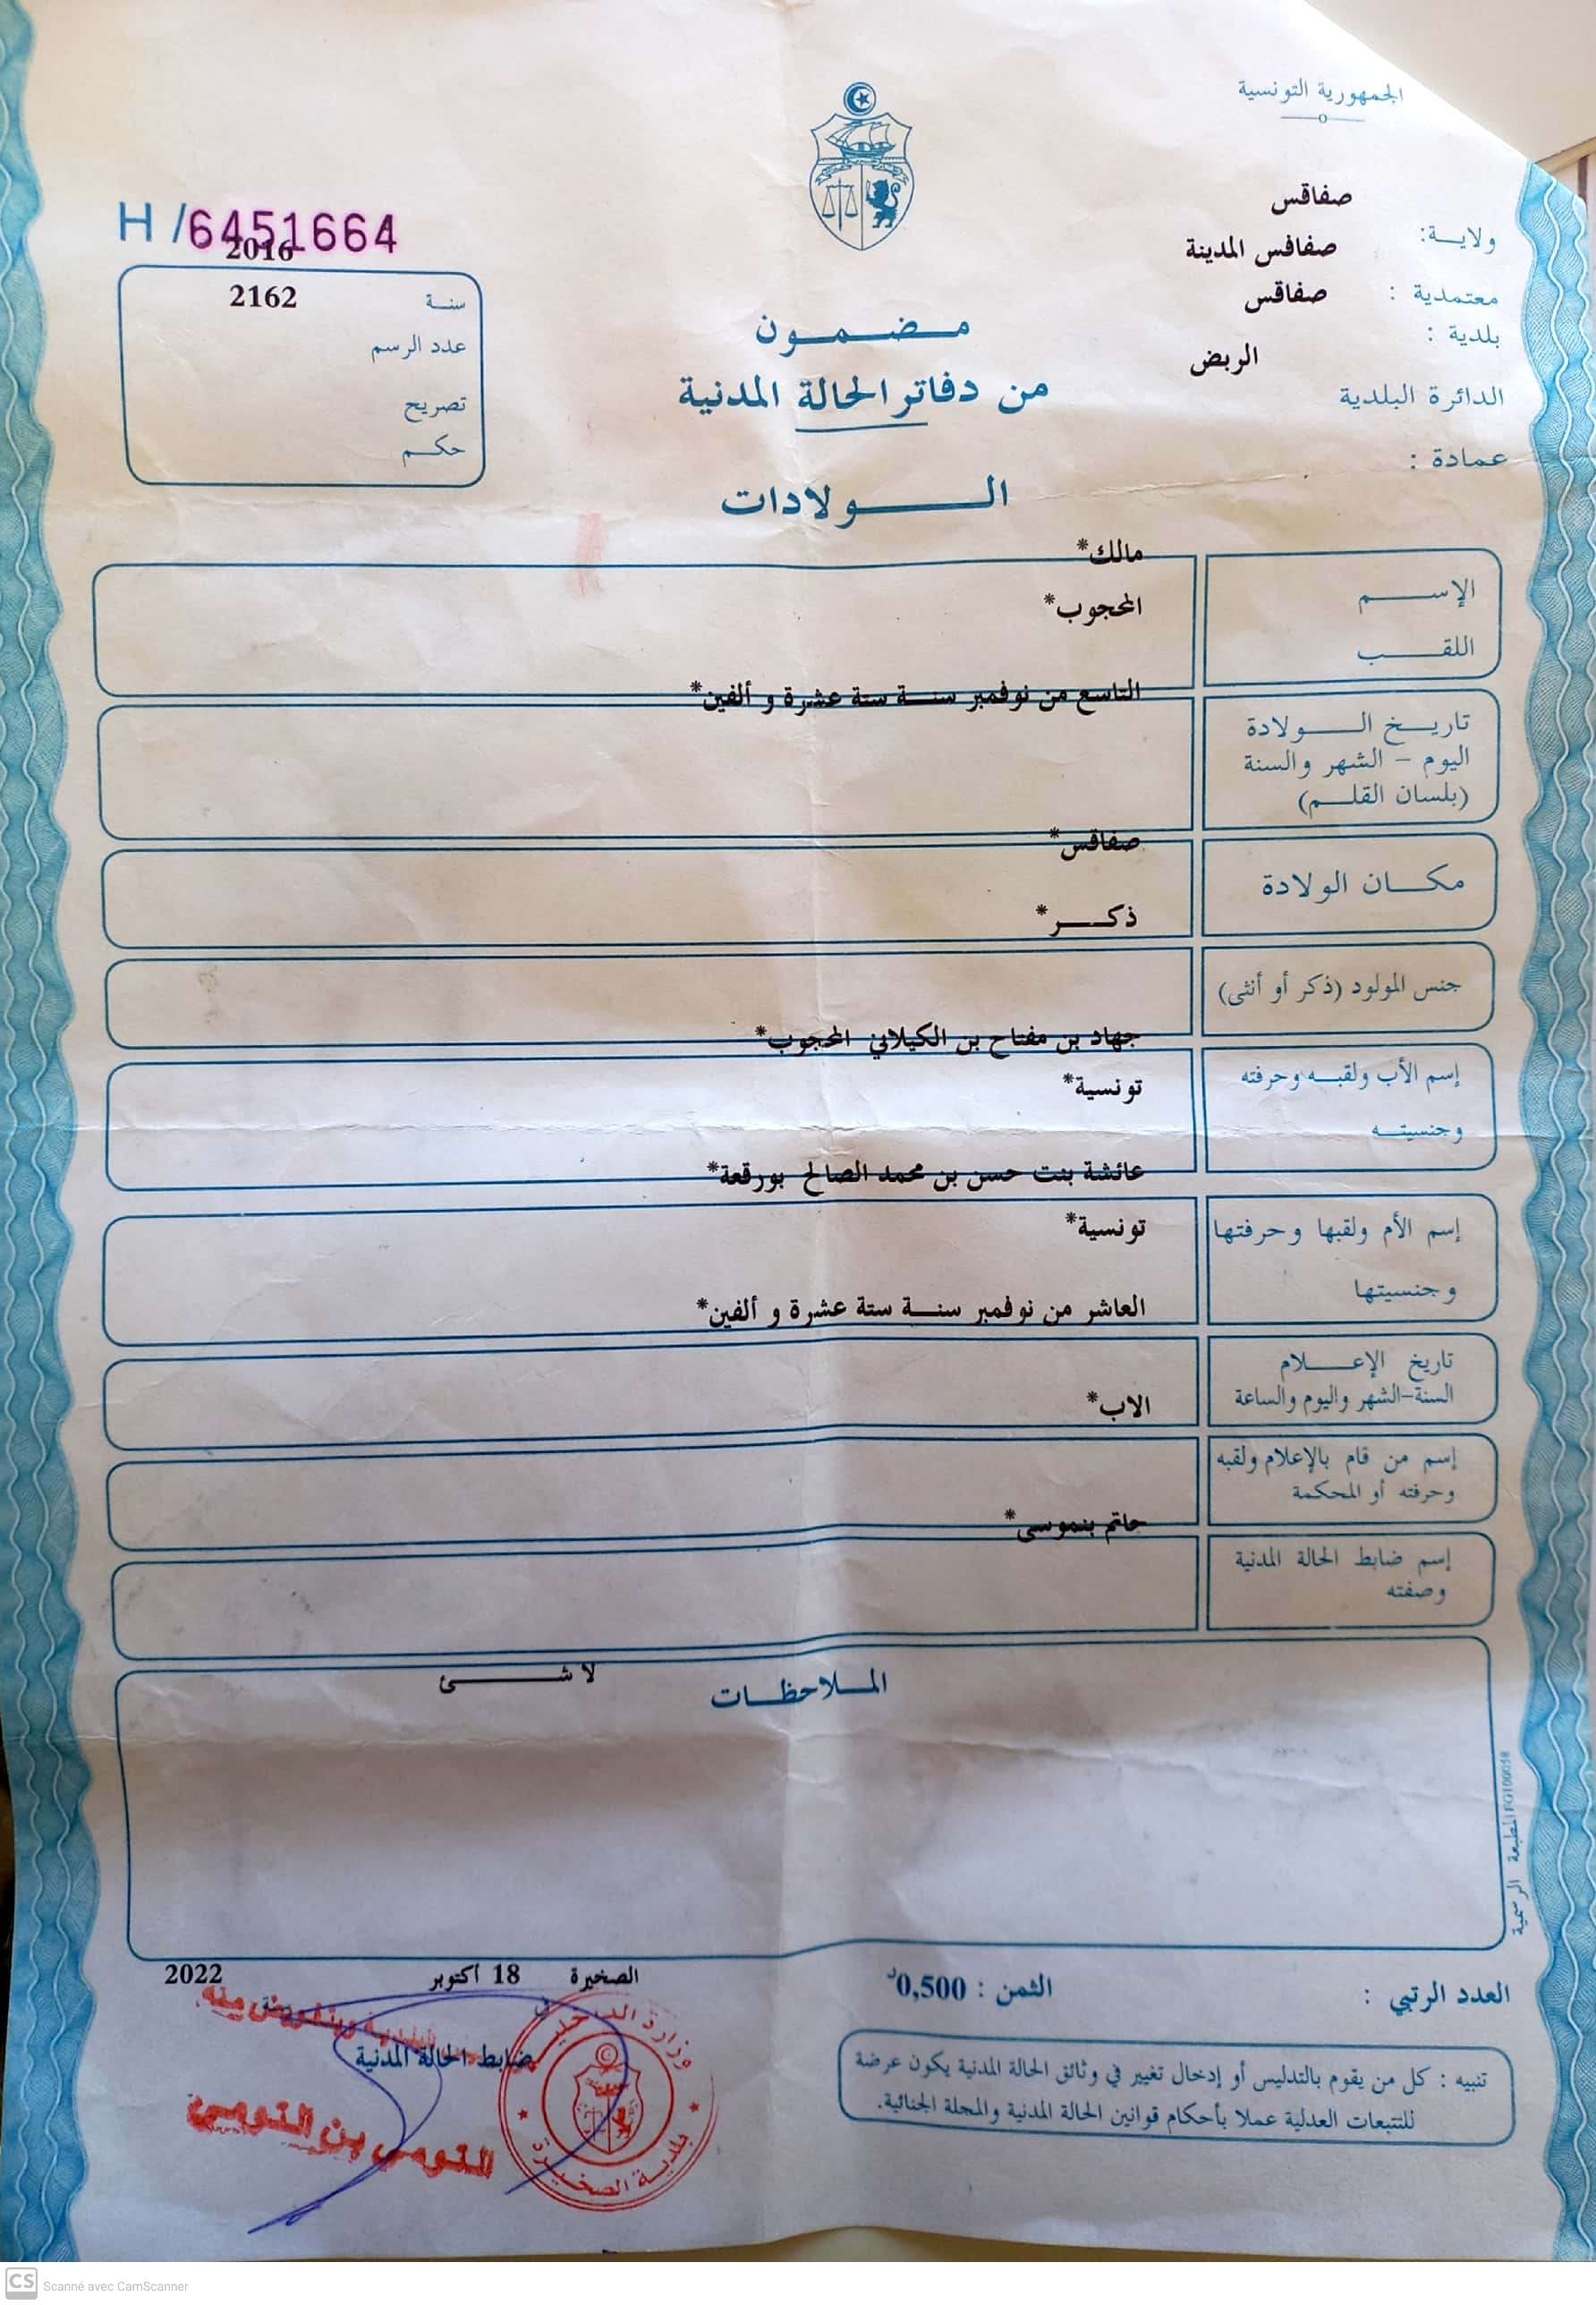 الجمهورية التونسية
صفاقس
ولاية:
صفافس المدينة
معتمدية :
صفاقس
بلدية :
الربض
الدائرة البلدية
عمادة :
H /6451664
2016
سنة
2162
عدد الرسم
تصريح
حكم
مضمون
من دفاتر الحالة المدنية
الولادات
الإسم
مالك*
اللقب
المحجوب*
تاريخ الولادة
اليوم - الشهر والسنة
(بلسان القلم)
التاسع من نوفمبر سنة ستة عشرة و ألفين*
مكان الولادة
صفاقس*
جنس المولود (ذكر أو أنثى)
ذكر*
إسم الأب ولقبه وحرفته
وجنسيته
جهاد بن مفتاح بن الكيلاني المحجوب*
تونسية*
إسم الأم ولقبها وحرفتها
وجنسيتها
عائشة بنت حسن بن محمد الصالح بورقعة*
تونسية*
تاريخ الإعلام
السنة-الشهر واليوم والساعة
العاشر من نوفمبر سنة ستة عشرة و ألفين*
إسم من قام بالإعلام ولقبه
وحرفته أو المحكمة
الاب*
إسم ضابط الحالة المدنية
وصفته
حاتم بنموسى*
الملاحظات
لا شئ
المطبعة الرسمية
العدد الرتبي :
الثمن : 0,500د
الصخيرة 18 أكتوبر 2022
ضابط الحالة المدنية
التومي بن التومي
وزارة الداخلية
بلدية الصخيرة
تنبيه : كل من يقوم بالتدليس أو إدخال تغيير في وثائق الحالة المدنية يكون عرضة
للتتبعات العدلية عملا بأحكام قوانين الحالة المدنية والمجلة الجنائية.
CS Scanné avec CamScanner